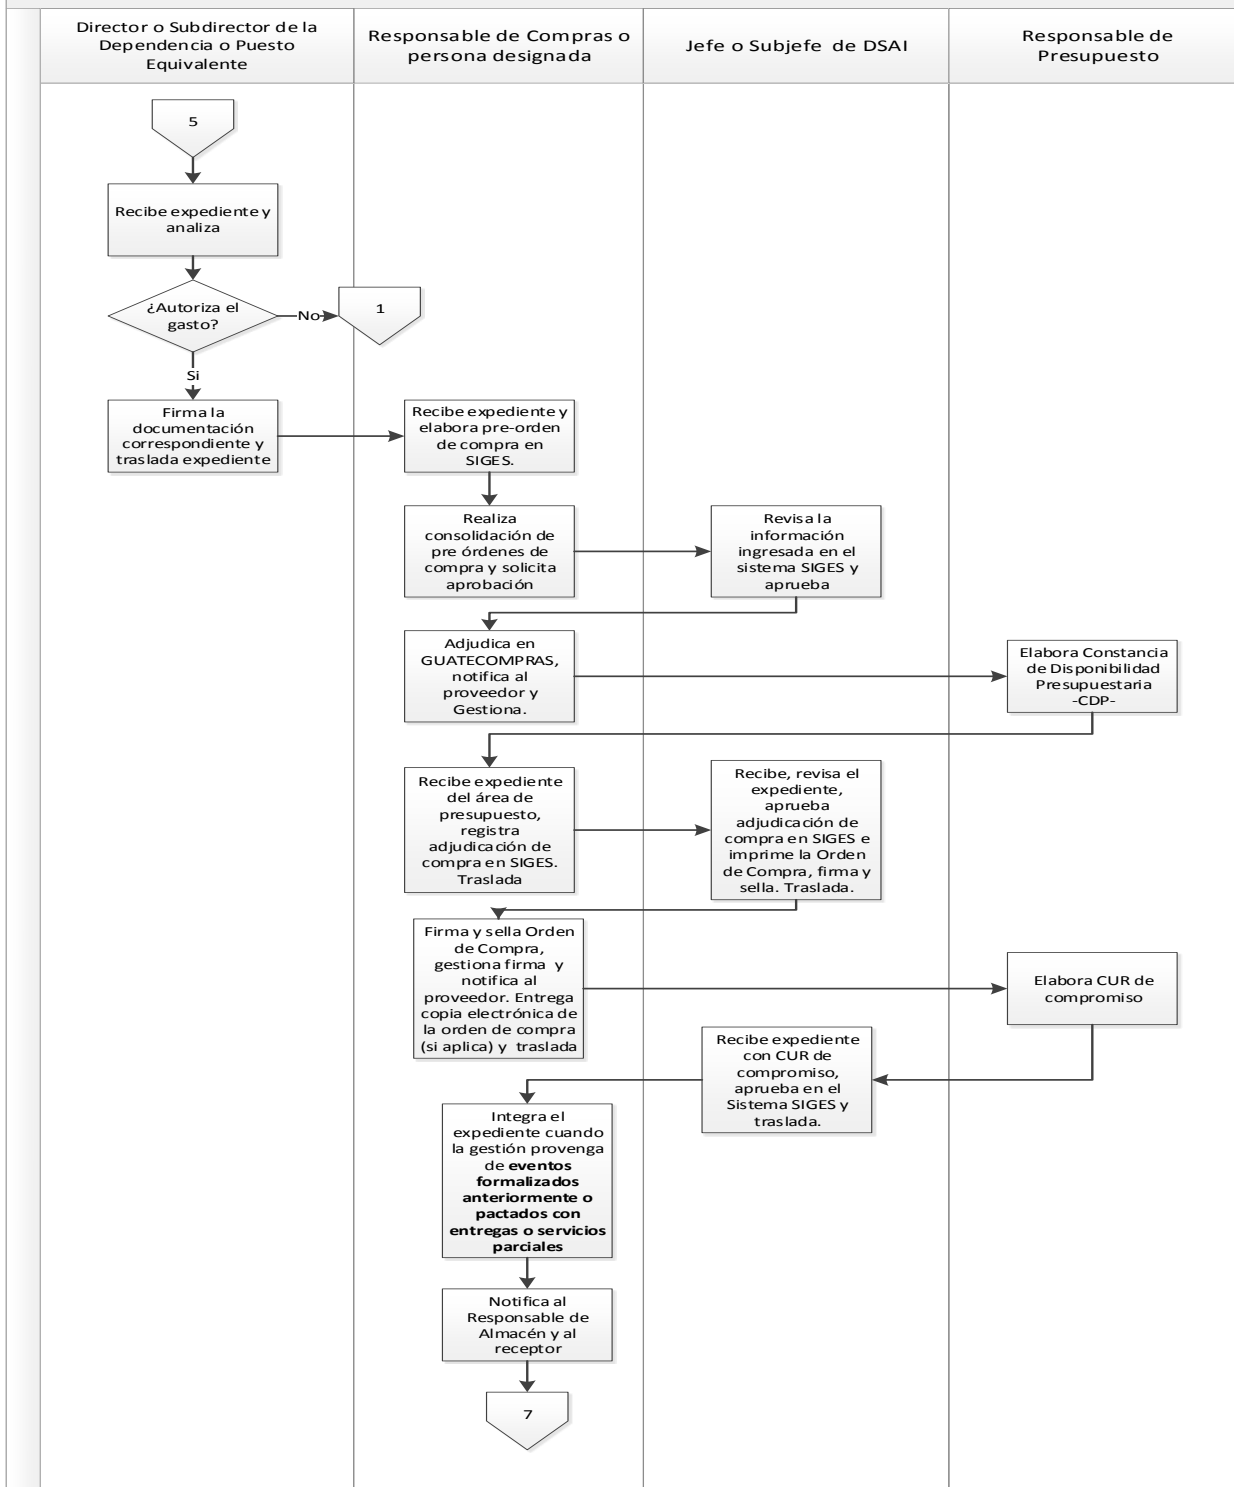 Director o Subdirector de la
Dependencia o Puesto
Equivalente
Responsable de Compras o
persona designada
Jefe o Subjefe de DSAI
Responsable de
Presupuesto
5
Recibe expediente y
analiza
¿Autoriza el
gasto?
No
1
Si
Firma la
documentación
correspondiente y
traslada expediente
Recibe expediente y
elabora pre-orden
de compra en
SIGES.
Realiza
consolidación de
pre órdenes de
compra y solicita
aprobación
Revisa la
información
ingresada en el
sistema SIGES y
aprueba
Adjudica en
GUATECOMPRAS,
notifica al
proveedor y
Gestiona.
Elabora Constancia
de Disponibilidad
Presupuestaria
-CDP-
Recibe expediente
del área de
presupuesto,
registra
adjudicación de
compra en SIGES.
Traslada
Recibe, revisa el
expediente,
aprueba
adjudicación de
compra en SIGES e
imprime la Orden
de Compra, firma y
sella. Traslada.
Firma y sella Orden
de Compra,
gestiona firma y
notifica al
proveedor. Entrega
copia electrónica de
la orden de compra
(si aplica) y traslada
Elabora CUR de
compromiso
Recibe expediente
con CUR de
compromiso,
aprueba en el
Sistema SIGES y
traslada.
Integra el
expediente cuando
la gestión provenga
de eventos
formalizados
anteriormente o
pactados con
entregas o servicios
parciales
Notifica al
Responsable de
Almacén y al
receptor
7